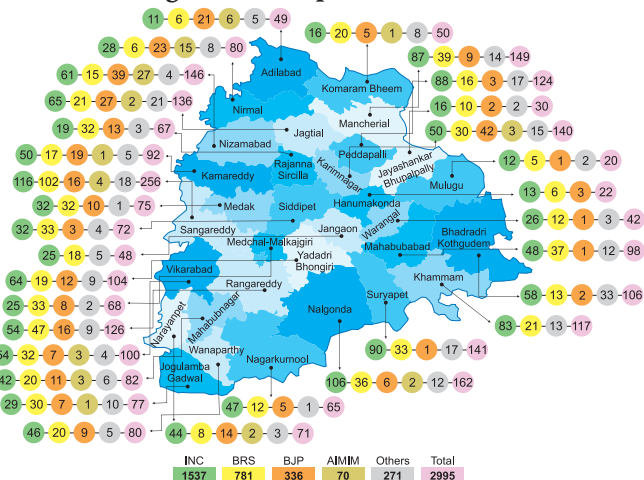 11 6 21 6 5 49
28 6 23 15 8 80
61 15 39 27 4 146
65 21 27 2 21 136
19 32 13 3 67
50 17 19 1 5 92
116 102 16 4 18 256
32 32 10 1 75
32 33 3 4 72
25 18 5 48
64 19 12 9 104
25 33 8 2 68
54 47 16 9 126
54 32 7 3 4 100
42 20 11 3 6 82
29 30 7 1 10 77
46 20 9 5 80
16 20 5 1 8 50
87 39 9 14 149
88 16 3 17 124
16 10 2 2 30
50 30 42 3 15 140
12 5 1 2 20
13 6 3 22
26 12 1 3 42
48 37 1 12 98
58 13 2 33 106
83 21 13 117
90 33 1 17 141
106 36 6 2 12 162
47 12 5 1 65
44 8 14 2 3 71
Adilabad
Komaram Bheem
Nirmal
Mancherial
Jagtial
Nizamabad
Peddapalli
Jayashankar
Bhupalpally
Rajanna
Sircilla
Karimnagar
Kamareddy
Mulugu
Hanumakonda
Medak
Siddipet
Warangal
Sangareddy
Jangaon
Bhadradri
Kothgudem
Medchal-Malkajgiri
Mahabubabad
Yadadri
Bhongiri
Vikarabad
Rangareddy
Khamman
Suryapet
Nalgonda
Narayanpet
Mahabubnagar
Wanaparthy
Jogulamba
Gadwal
Nagarkurnool
INC BRS BJP AIMIM Others Total
1537 781 336 70 271 2995